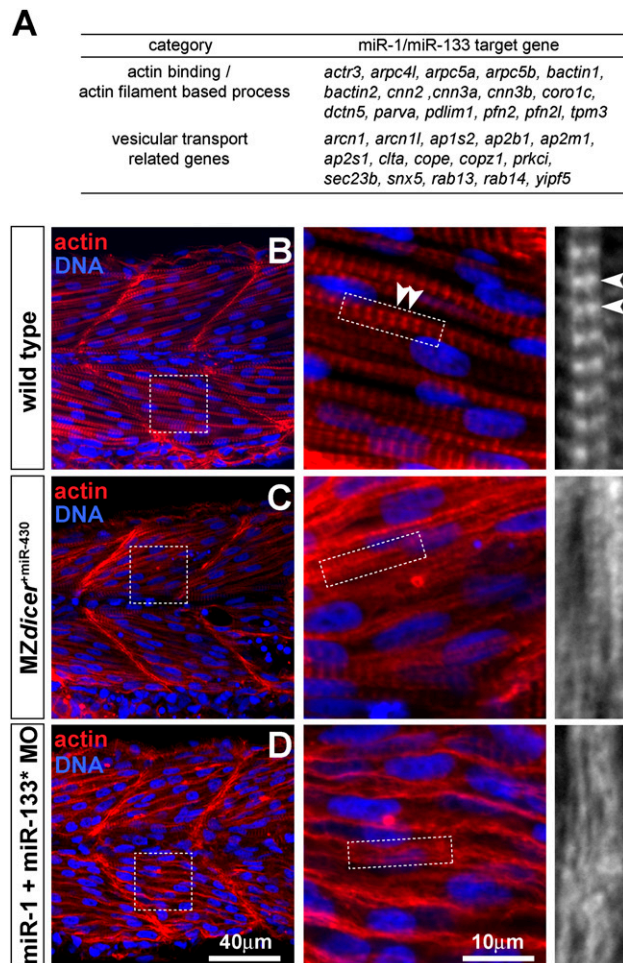 A
category miR-1/miR-133 target gene
actin binding / actr3, arpc4l, arpc5a, arpc5b, bactin1,
actin filament based process bactin2, cnn2 ,cnn3a, cnn3b, coro1c,
dctn5, parva, pdlim1, pfn2, pfn2l, tpm3
vesicular transport arcn1, arcn1l, ap1s2, ap2b1, ap2m1,
related genes ap2s1, clta, cope, copz1, prkci,
sec23b, snx5, rab13, rab14, yipf5
wild type
actin
DNA
B
MZdicer+miR-430
actin
DNA
C
miR-1 + miR-133* MO
actin
DNA
D
40μm
10μm